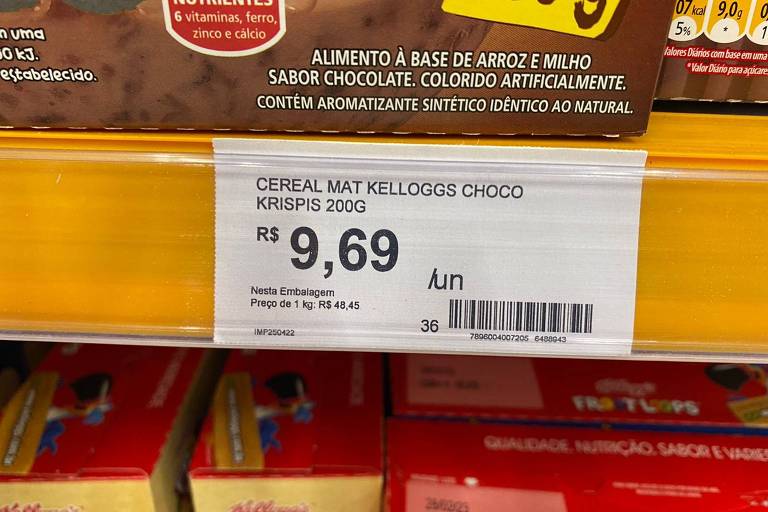 NUTRIENTES
6 vitaminas, ferro,
zinco e cálcio
n uma
0 kJ.
estabelecido.
ALIMENTO À BASE DE ARROZ E MILHO
SABOR CHOCOLATE. COLORIDO ARTIFICIALMENTE.
CONTÉM AROMATIZANTE SINTÉTICO IDÊNTICO AO NATURAL.
07 kcal 9,0g
5% *
Valores Diários com base em uma
*Valor Diário para açúcares
CEREAL MAT KELLOGGS CHOCO
KRISPIS 200G
R$ 9,69 /un
Nesta Embalagem
Preço de 1 kg: R$ 48,45
IMP250422
36
7896004007205 6488943
Kellogg's
FROOT LOOPS
QUALIDADE, NUTRIÇÃO, SABOR E VARIE
Kellogg's